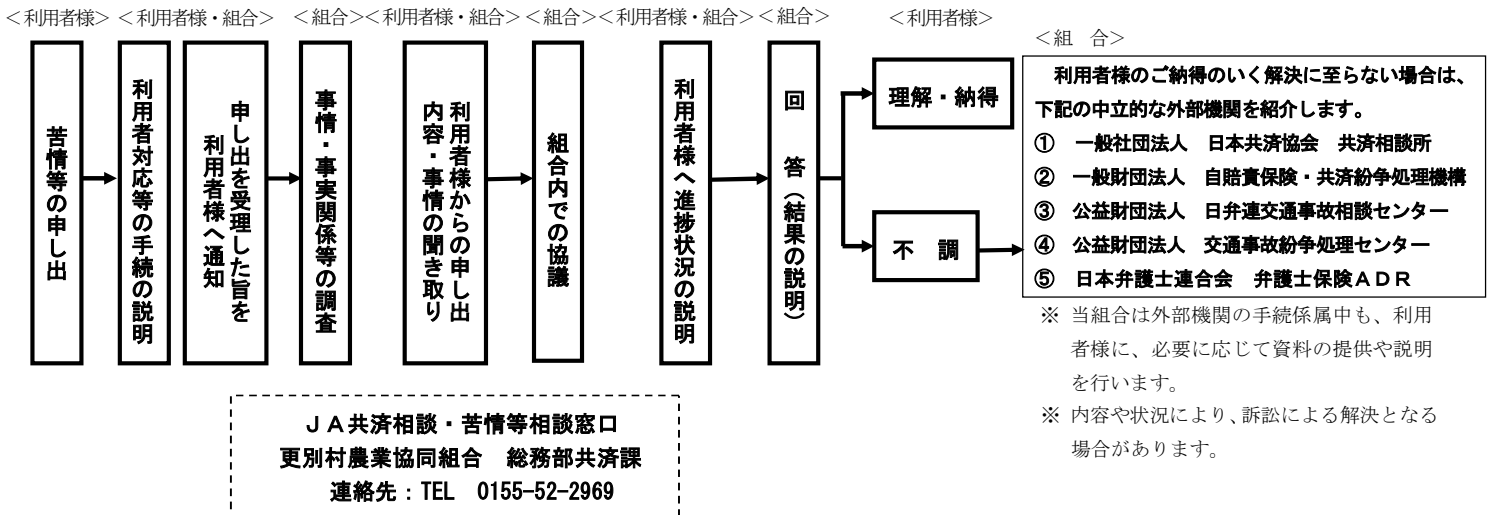 ＜利用者様＞ ＜利用者様・組合＞ ＜組合＞ ＜利用者様・組合＞ ＜組合＞ ＜利用者様・組合＞ ＜組合＞ ＜利用者様＞
苦情等の申し出
利用者対応等の手続の説明
申し出を受理した旨を
利用者様へ通知
事情・事実関係等の調査
利用者様からの申し出
内容・事情の聞き取り
組合内での協議
利用者様へ進捗状況の説明
回　答（結果の説明）
理解・納得
不　調
＜組　合＞
利用者様のご納得のいく解決に至らない場合は、
下記の中立的な外部機関を紹介します。
①　一般社団法人　日本共済協会　共済相談所
②　一般財団法人　自賠責保険・共済紛争処理機構
③　公益財団法人　日弁連交通事故相談センター
④　公益財団法人　交通事故紛争処理センター
⑤　日本弁護士連合会　弁護士保険ＡＤＲ
※ 当組合は外部機関の手続係属中も、利用
者様に、必要に応じて資料の提供や説明
を行います。
※ 内容や状況により、訴訟による解決となる
場合があります。
ＪＡ共済相談・苦情等相談窓口
更別村農業協同組合　総務部共済課
連絡先：TEL　0155-52-2969